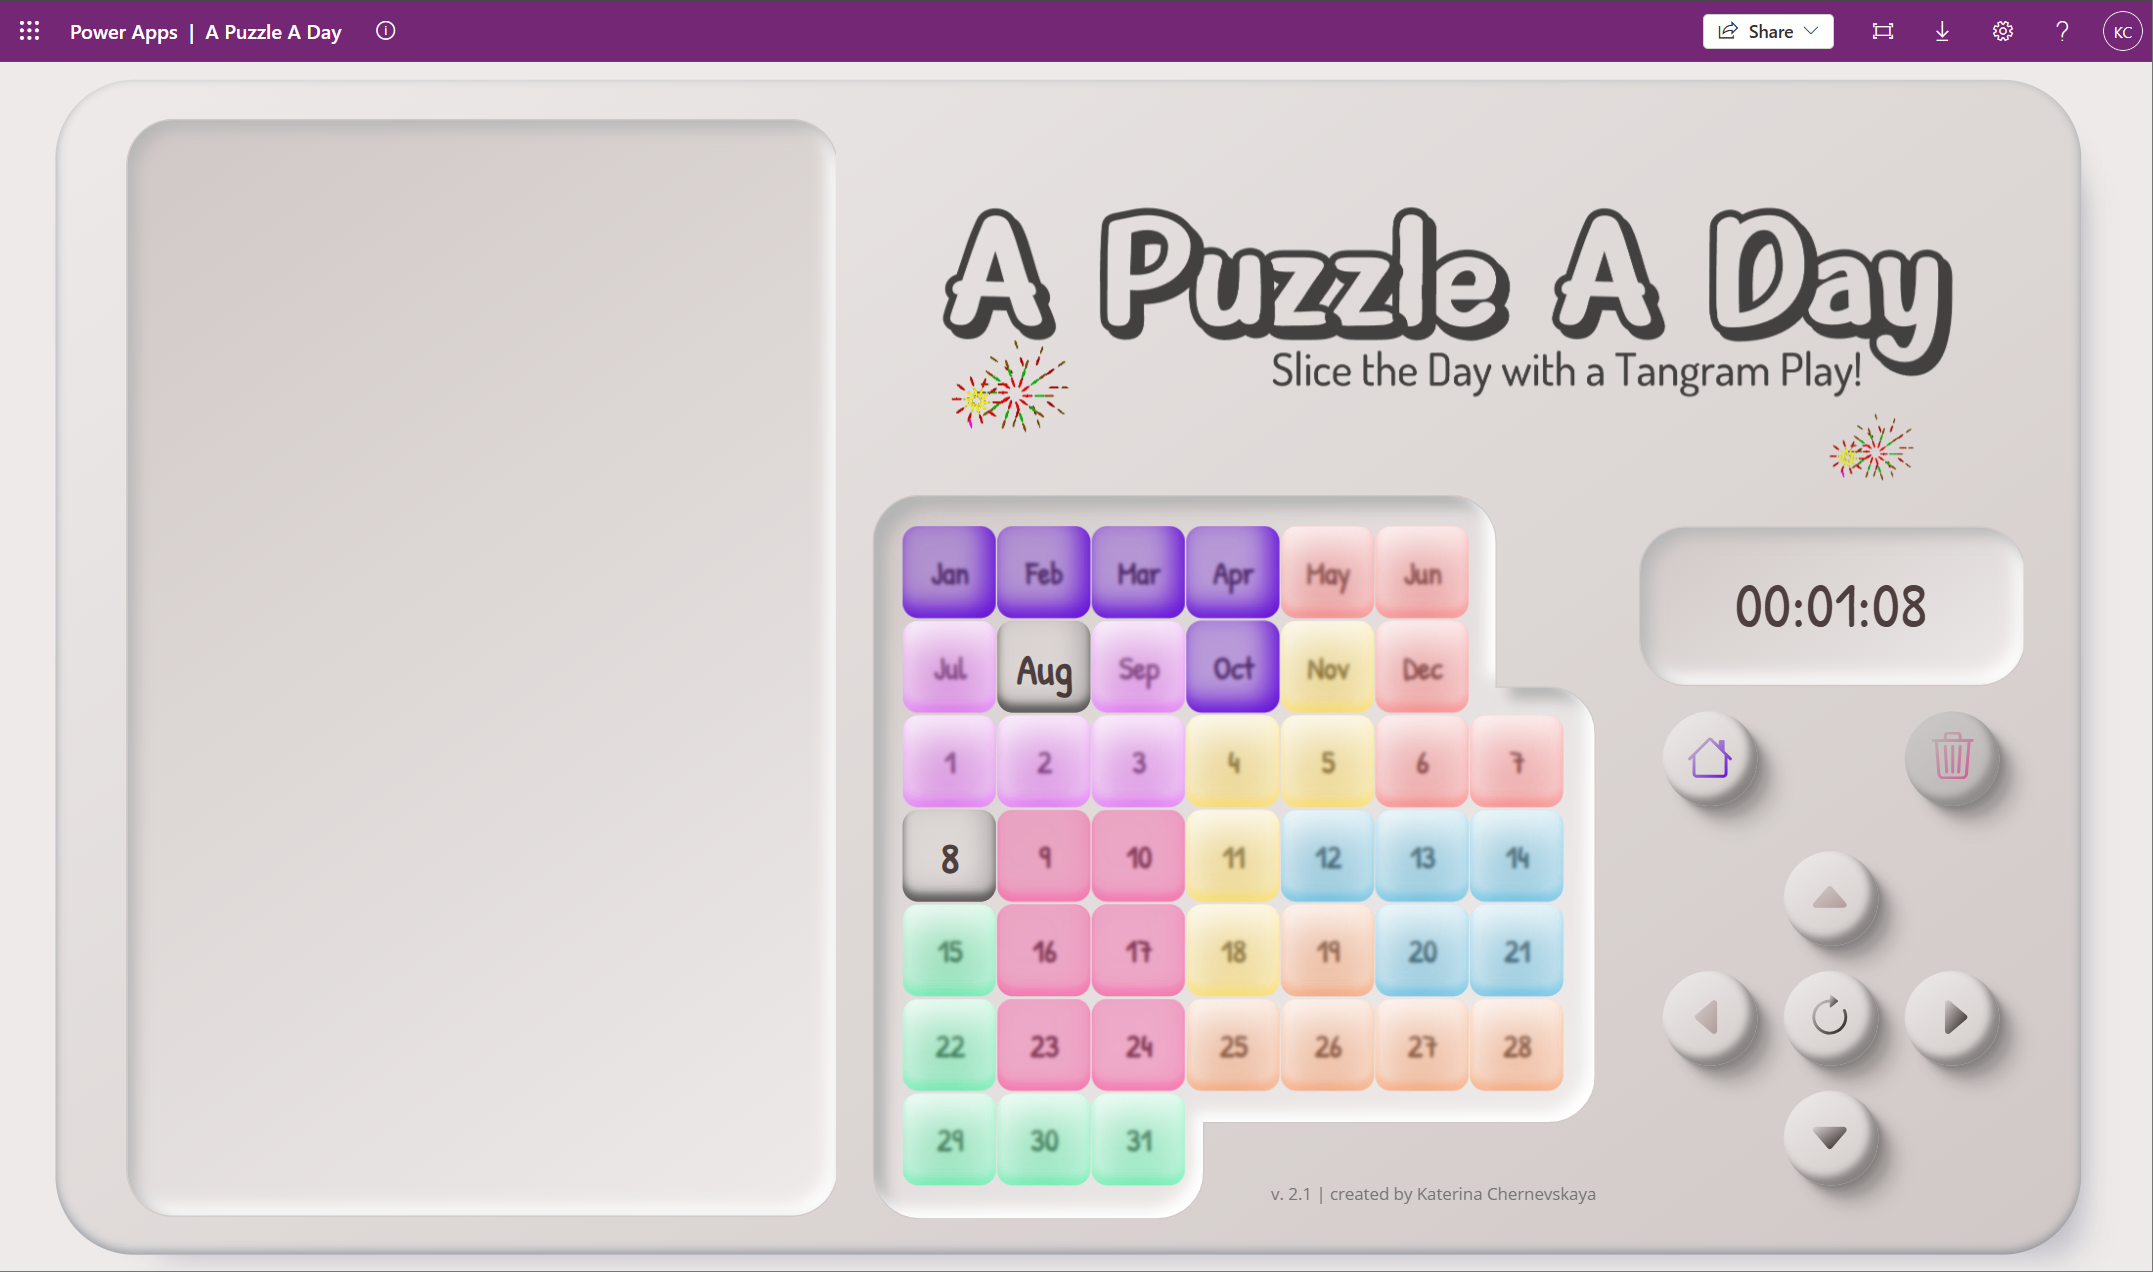 Power Apps | A Puzzle A Day
Share
KC
A Puzzle A Day
Slice the Day with a Tangram Play!
Jan Feb Mar Apr May Jun
Jul Aug Sep Oct Nov Dec
00:01:08
1 2 3 4 5 6 7
8 9 10 11 12 13 14
15 16 17 18 19 20 21
22 23 24 25 26 27 28
29 30 31
v. 2.1 | created by Katerina Chernevskaya